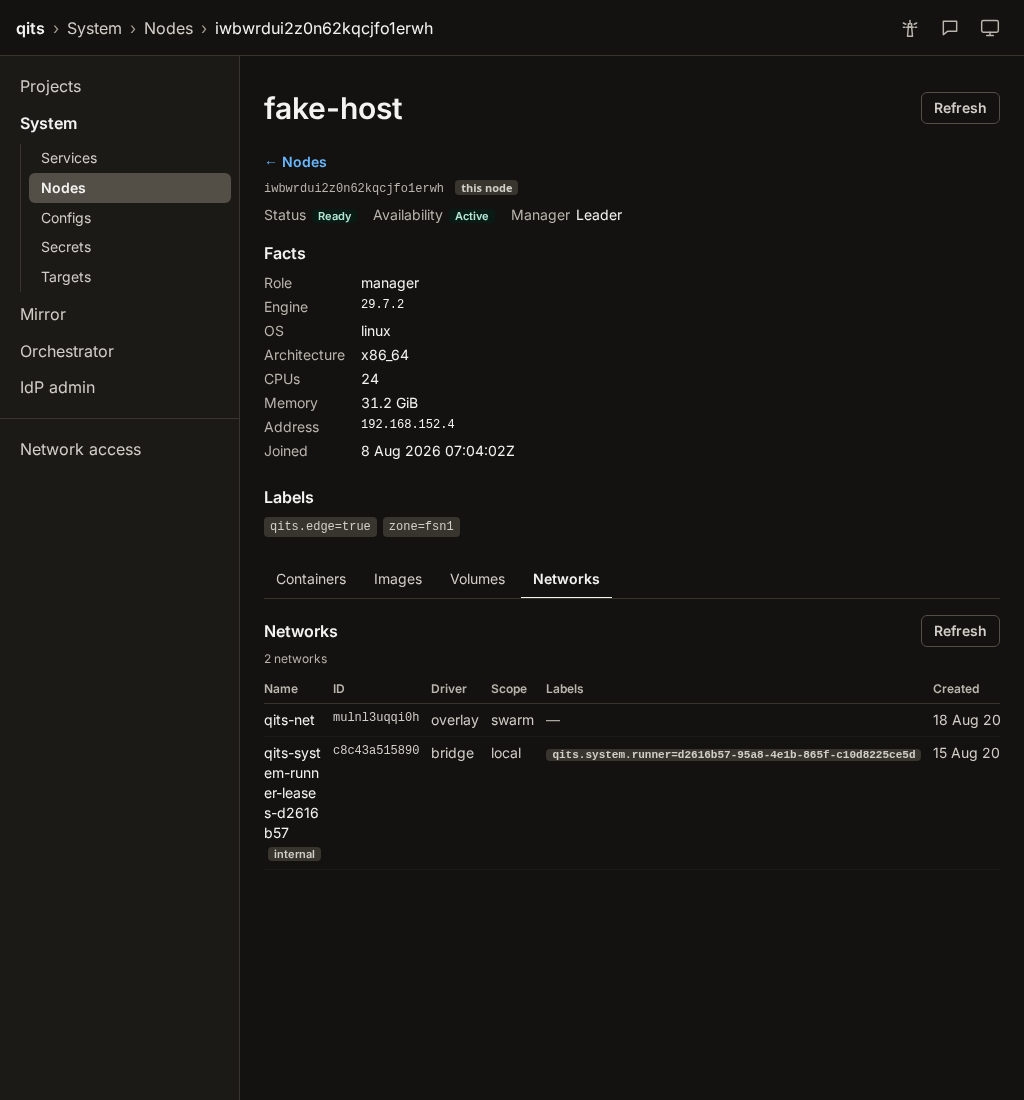 qits › System › Nodes › iwbwrdui2z0n62kqcjfo1erwh
Projects
System
Services
Nodes
Configs
Secrets
Targets
Mirror
Orchestrator
IdP admin
Network access
fake-host
Refresh
← Nodes
iwbwrdui2z0n62kqcjfo1erwh this node
Status Ready Availability Active Manager Leader
Facts
Role manager
Engine 29.7.2
OS linux
Architecture x86_64
CPUs 24
Memory 31.2 GiB
Address 192.168.152.4
Joined 8 Aug 2026 07:04:02Z
Labels
qits.edge=true zone=fsn1
Containers Images Volumes Networks
Networks
Refresh
2 networks
Name ID Driver Scope Labels Created
qits-net mulnl3uqqi0h overlay swarm — 18 Aug 20
qits-syst c8c43a515890 bridge local qits.system.runner=d2616b57-95a8-4e1b-865f-c10d8225ce5d 15 Aug 20
em-runn
er-lease
s-d2616
b57
internal